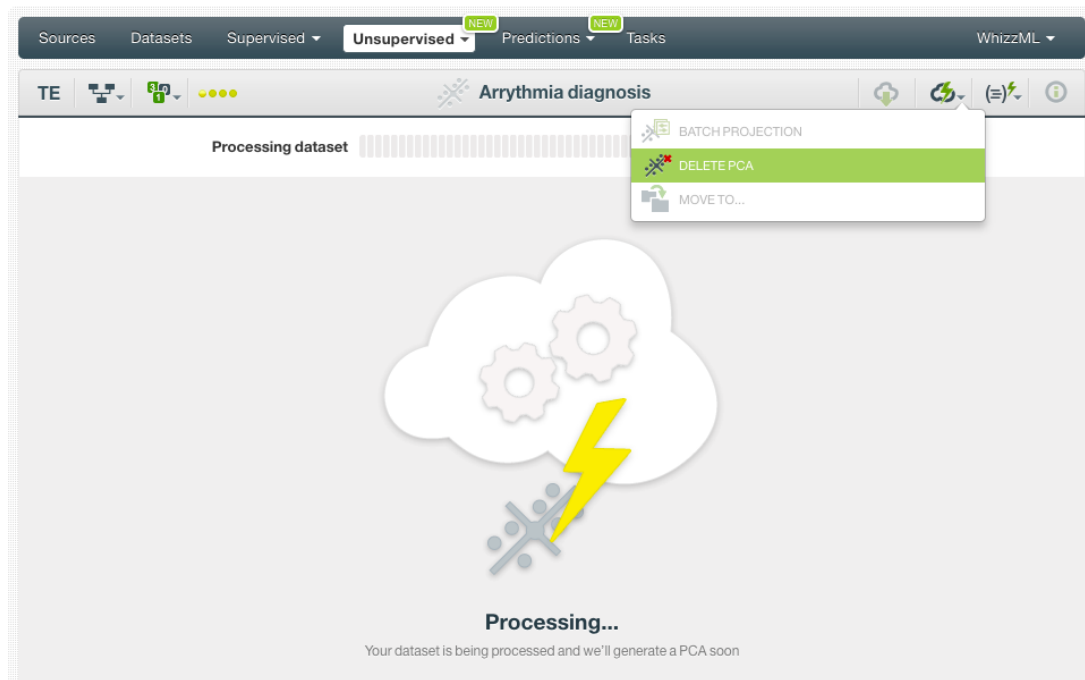 NEW NEW
Sources Datasets Supervised Unsupervised Predictions Tasks WhizzML
TE Arrythmia diagnosis (=)
Processing dataset
BATCH PROJECTION
DELETE PCA
MOVE TO...
Processing...
Your dataset is being processed and we'll generate a PCA soon